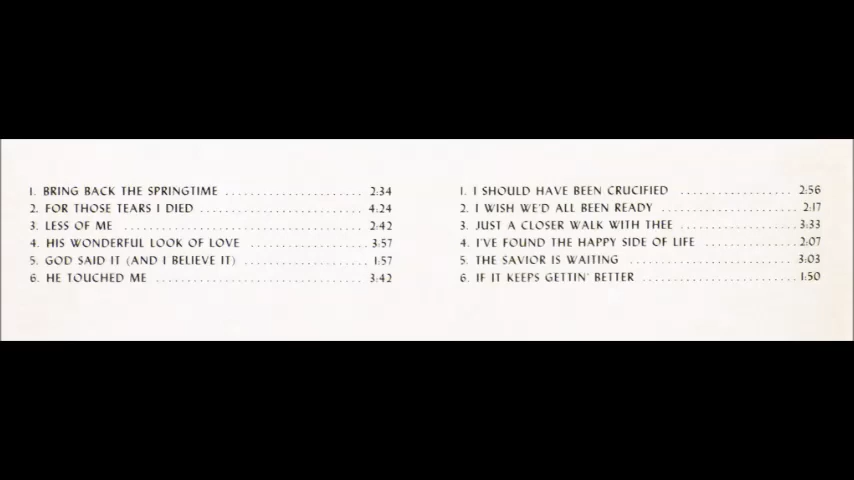 1. BRING BACK THE SPRINGTIME .................... 2:34
2. FOR THOSE TEARS I DIED ........................ 4:24
3. LESS OF ME .................................... 2:42
4. HIS WONDERFUL LOOK OF LOVE ................ 3:57
5. GOD SAID IT (AND I BELIEVE IT) ................ 1:57
6. HE TOUCHED ME .............................. 3:42
1. I SHOULD HAVE BEEN CRUCIFIED ................ 2:56
2. I WISH WE'D ALL BEEN READY .................... 2:17
3. JUST A CLOSER WALK WITH THEE ................ 3:33
4. I'VE FOUND THE HAPPY SIDE OF LIFE ............ 2:07
5. THE SAVIOR IS WAITING ........................ 3:03
6. IF IT KEEPS GETTIN' BETTER .................... 1:50